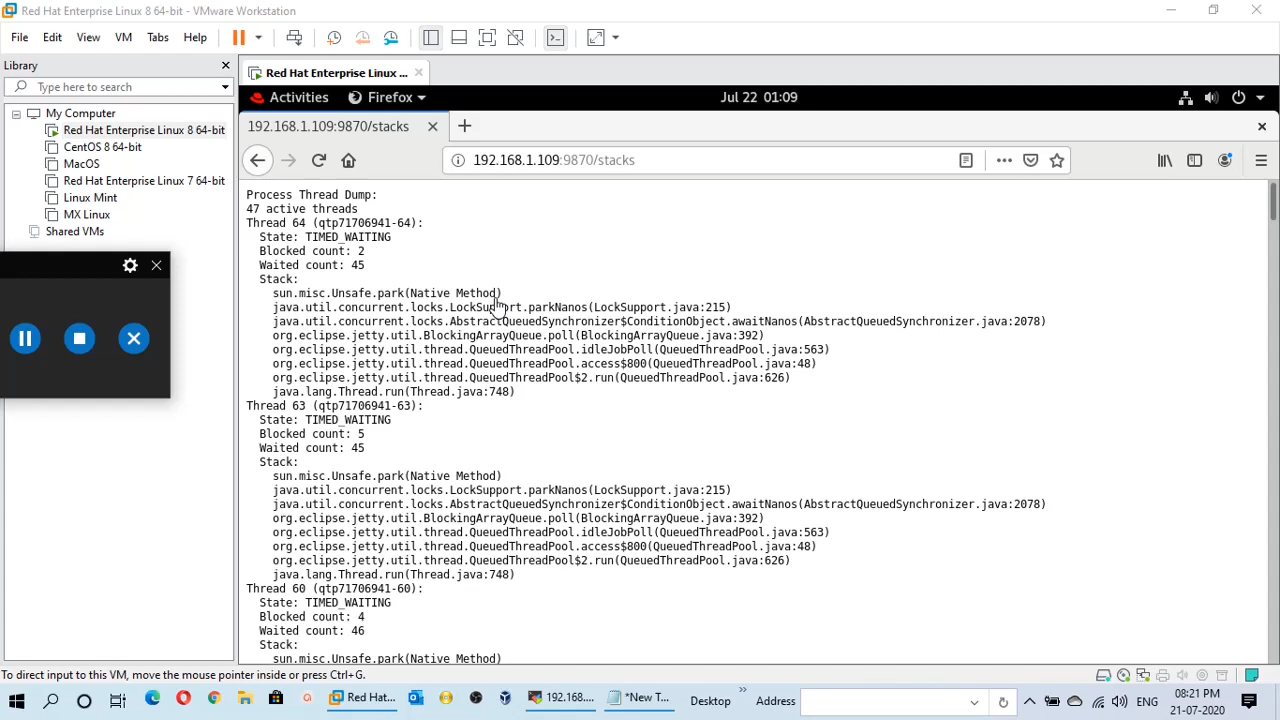 Red Hat Enterprise Linux 8 64-bit - VMware Workstation
File Edit View VM Tabs Help
Library
Type here to search
My Computer
Red Hat Enterprise Linux 8 64-bit
CentOS 8 64-bit
MacOS
Red Hat Enterprise Linux 7 64-bit
Linux Mint
MX Linux
Shared VMs
Red Hat Enterprise Linux ...
Activities Firefox Jul 22 01:09
192.168.1.109:9870/stacks
192.168.1.109:9870/stacks
Process Thread Dump:
47 active threads
Thread 64 (qtp71706941-64):
State: TIMED_WAITING
Blocked count: 2
Waited count: 45
Stack:
sun.misc.Unsafe.park(Native Method)
java.util.concurrent.locks.LockSupport.parkNanos(LockSupport.java:215)
java.util.concurrent.locks.AbstractQueuedSynchronizer$ConditionObject.awaitNanos(AbstractQueuedSynchronizer.java:2078)
org.eclipse.jetty.util.BlockingArrayQueue.poll(BlockingArrayQueue.java:392)
org.eclipse.jetty.util.thread.QueuedThreadPool.idleJobPoll(QueuedThreadPool.java:563)
org.eclipse.jetty.util.thread.QueuedThreadPool.access$800(QueuedThreadPool.java:48)
org.eclipse.jetty.util.thread.QueuedThreadPool$2.run(QueuedThreadPool.java:626)
java.lang.Thread.run(Thread.java:748)
Thread 63 (qtp71706941-63):
State: TIMED_WAITING
Blocked count: 5
Waited count: 45
Stack:
sun.misc.Unsafe.park(Native Method)
java.util.concurrent.locks.LockSupport.parkNanos(LockSupport.java:215)
java.util.concurrent.locks.AbstractQueuedSynchronizer$ConditionObject.awaitNanos(AbstractQueuedSynchronizer.java:2078)
org.eclipse.jetty.util.BlockingArrayQueue.poll(BlockingArrayQueue.java:392)
org.eclipse.jetty.util.thread.QueuedThreadPool.idleJobPoll(QueuedThreadPool.java:563)
org.eclipse.jetty.util.thread.QueuedThreadPool.access$800(QueuedThreadPool.java:48)
org.eclipse.jetty.util.thread.QueuedThreadPool$2.run(QueuedThreadPool.java:626)
java.lang.Thread.run(Thread.java:748)
Thread 60 (qtp71706941-60):
State: TIMED_WAITING
Blocked count: 4
Waited count: 46
Stack:
sun.misc.Unsafe.park(Native Method)
To direct input to this VM, move the mouse pointer inside or press Ctrl+G.
Red Hat... 192.168.... *New T... Desktop Address ENG
08:21 PM
21-07-2020